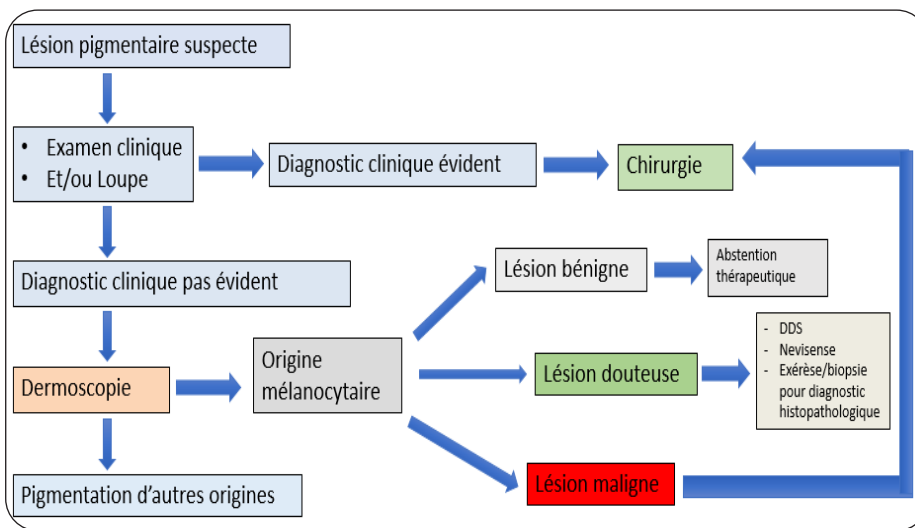 Lésion pigmentaire suspecte
• Examen clinique
• Et/ou Loupe
Diagnostic clinique évident
Chirurgie
Diagnostic clinique pas évident
Lésion bénigne
Abstention
thérapeutique
Dermoscopie
Origine
mélanocytaire
Lésion douteuse
- DDS
- Nevisense
- Exérèse/biopsie
pour diagnostic
histopathologique
Pigmentation d'autres origines
Lésion maligne